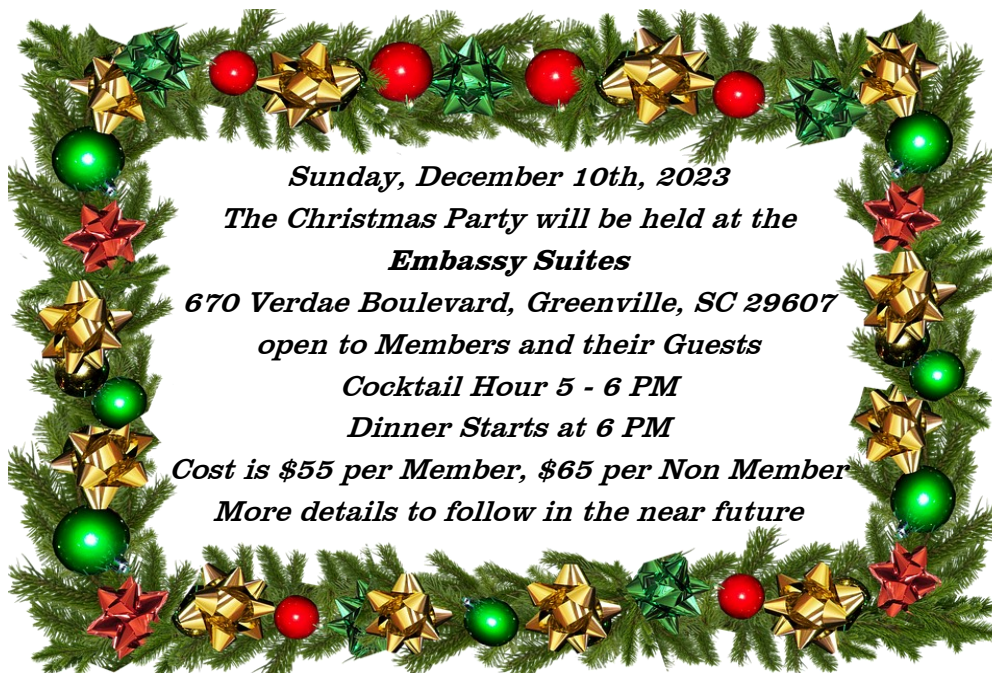 Sunday, December 10th, 2023
The Christmas Party will be held at the
Embassy Suites
670 Verdae Boulevard, Greenville, SC 29607
open to Members and their Guests
Cocktail Hour 5 - 6 PM
Dinner Starts at 6 PM
Cost is $55 per Member, $65 per Non Member
More details to follow in the near future